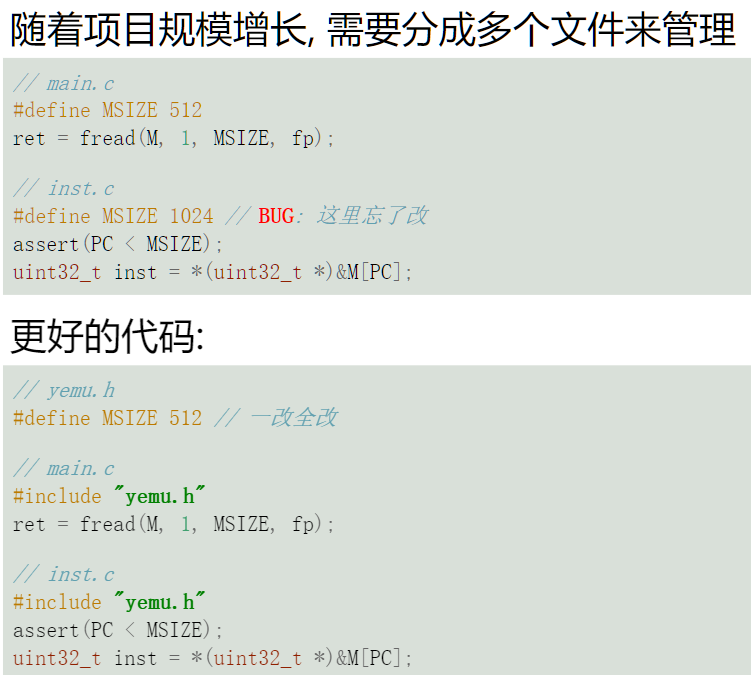 随着项目规模增长, 需要分成多个文件来管理
// main.c
#define MSIZE 512
ret = fread(M, 1, MSIZE, fp);
// inst.c
#define MSIZE 1024 // BUG: 这里忘了改
assert(PC < MSIZE);
uint32_t inst = *(uint32_t *)&M[PC];
更好的代码:
// yemu.h
#define MSIZE 512 // 一改全改
// main.c
#include "yemu.h"
ret = fread(M, 1, MSIZE, fp);
// inst.c
#include "yemu.h"
assert(PC < MSIZE);
uint32_t inst = *(uint32_t *)&M[PC];